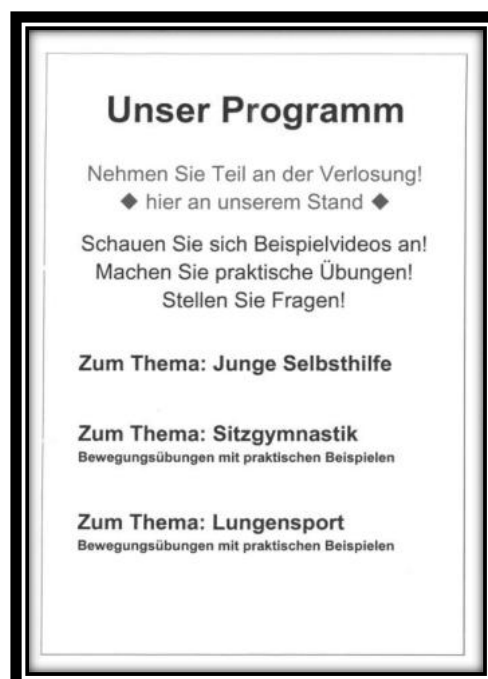 Unser Programm
Nehmen Sie Teil an der Verlosung!
◆ hier an unserem Stand ◆
Schauen Sie sich Beispielvideos an!
Machen Sie praktische Übungen!
Stellen Sie Fragen!
Zum Thema: Junge Selbsthilfe
Zum Thema: Sitzgymnastik
Bewegungsübungen mit praktischen Beispielen
Zum Thema: Lungensport
Bewegungsübungen mit praktischen Beispielen